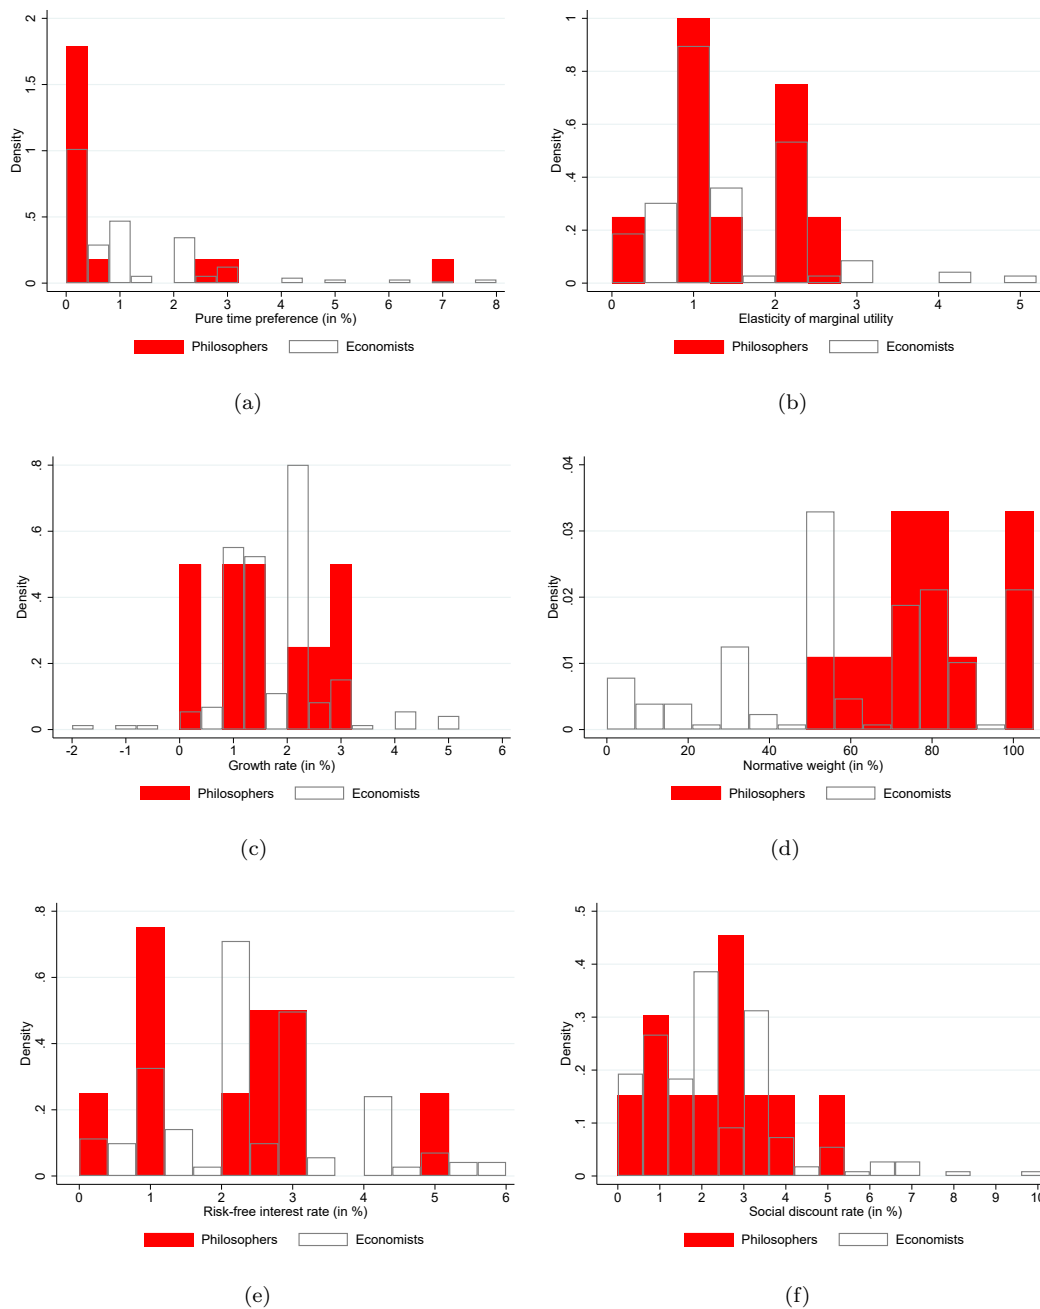 Density
0 .5 1 1.5 2
0 1 2 3 4 5 6 7 8
Pure time preference (in %)
Philosophers Economists
(a)
Density
0 .2 .4 .6 .8 1
0 1 2 3 4 5
Elasticity of marginal utility
Philosophers Economists
(b)
Density
0 .2 .4 .6 .8
-2 -1 0 1 2 3 4 5 6
Growth rate (in %)
Philosophers Economists
(c)
Density
0 .01 .02 .03 .04
0 20 40 60 80 100
Normative weight (in %)
Philosophers Economists
(d)
Density
0 .2 .4 .6 .8
0 1 2 3 4 5 6
Risk-free interest rate (in %)
Philosophers Economists
(e)
Density
0 .1 .2 .3 .4 .5
0 1 2 3 4 5 6 7 8 9 10
Social discount rate (in %)
Philosophers Economists
(f)